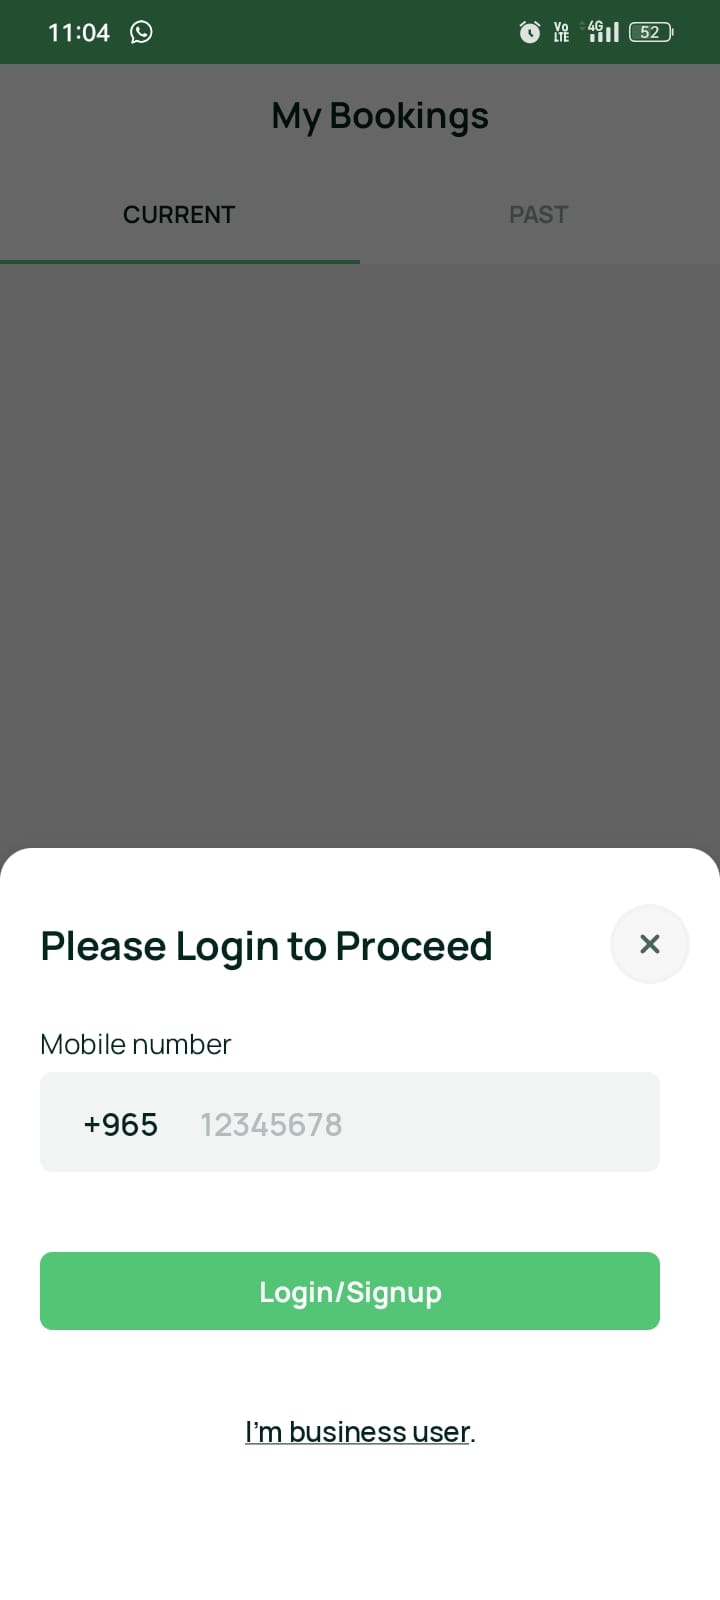 11:04 Vo LTE 4G 52
My Bookings
CURRENT PAST
Please Login to Proceed
Mobile number
+965 12345678
Login/Signup
I'm business user.